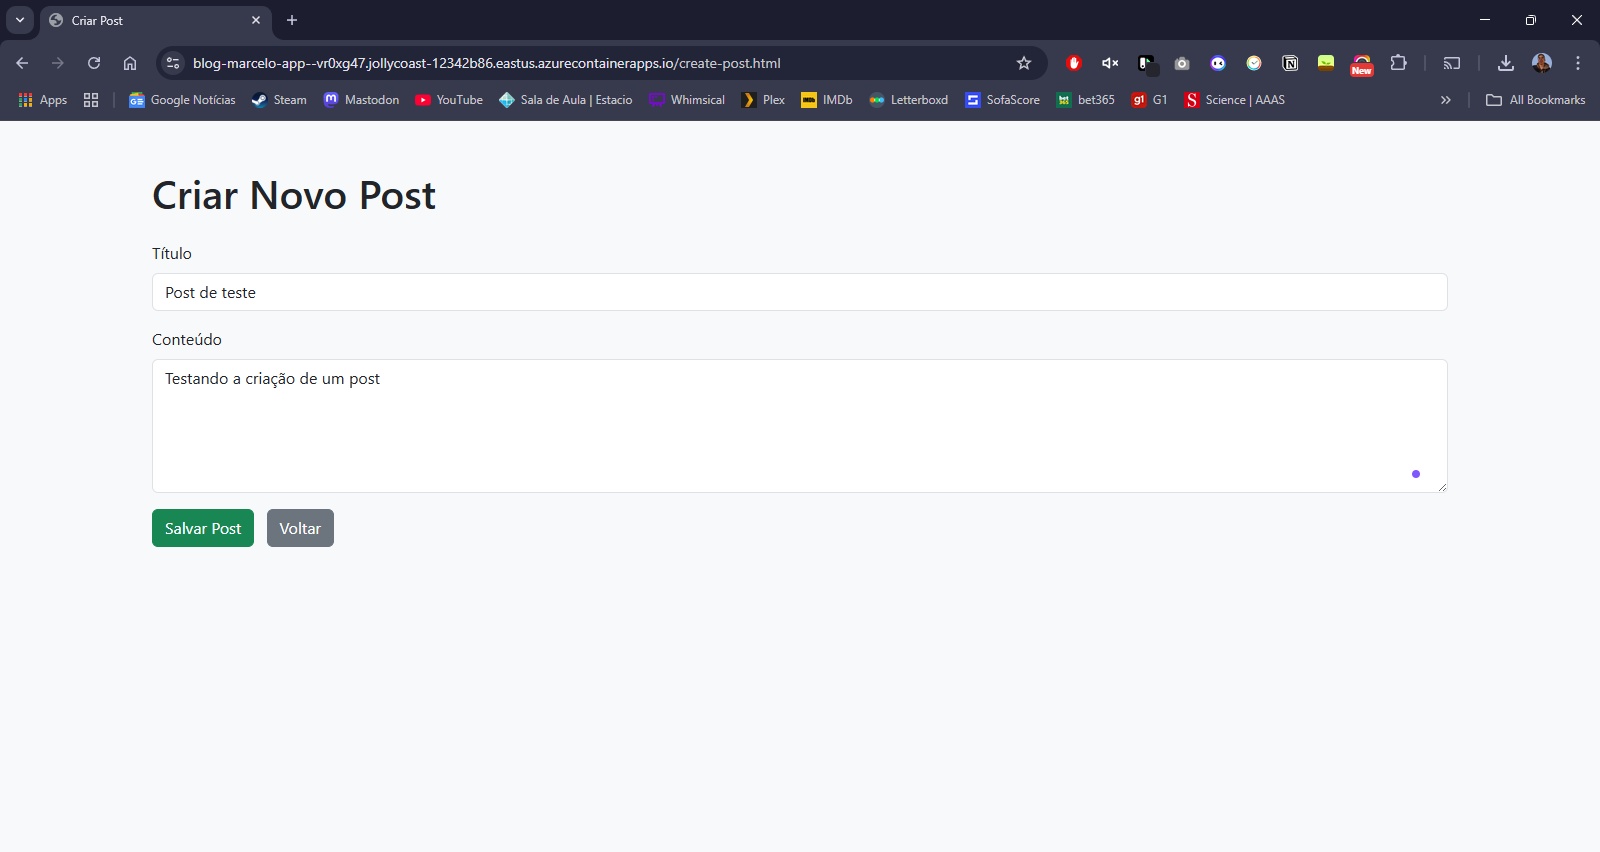 Criar Post
blog-marcelo-app--vr0xg47.jollycoast-12342b86.eastus.azurecontainerapps.io/create-post.html
New
Apps Google Notícias Steam Mastodon YouTube Sala de Aula | Estacio Whimsical Plex IMDb Letterboxd SofaScore bet365 G1 Science | AAAS All Bookmarks
Criar Novo Post
Título
Post de teste
Conteúdo
Testando a criação de um post
Salvar Post Voltar